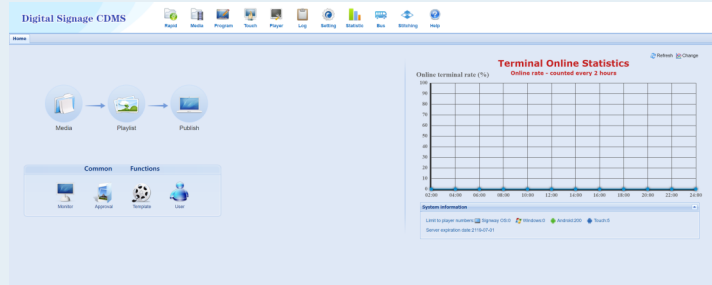 Digital Signage CDMS
Rapid Media Program Touch Player Log Setting Statistic Bus Stitching Help
Home
Refresh Change
Terminal Online Statistics
Online terminal rate (%) Online rate - counted every 2 hours
100
90
80
70
60
50
40
30
20
10
0
02:00 04:00 06:00 08:00 10:00 12:00 14:00 16:00 18:00 20:00 22:00 24:00
Media Playlist Publish
Common Functions
Monitor Approval Template User
System information
Limit to player numbers: Signway CS:0 Windows:0 Android:200 Touch:5
Server expiration date:2119-07-01